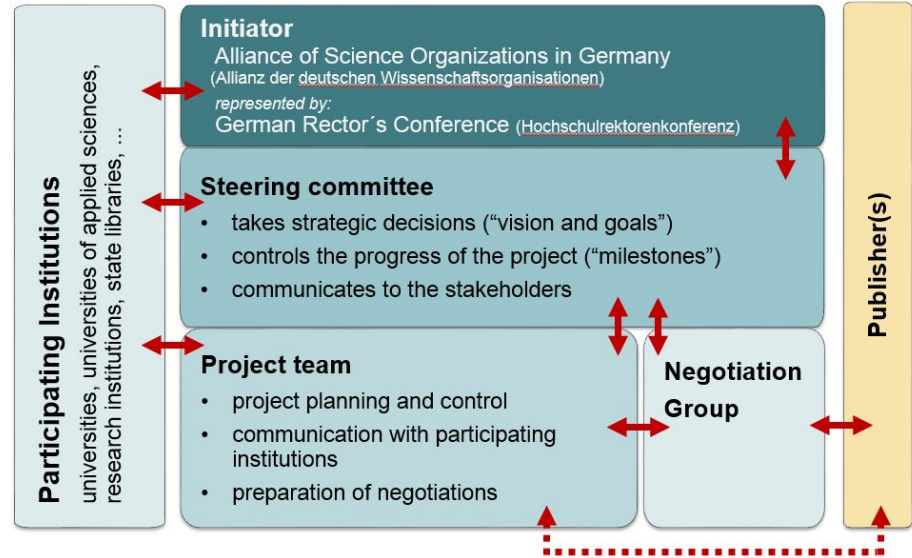 Participating Institutions
universities, universities of applied sciences,
research institutions, state libraries, ...
Initiator
Alliance of Science Organizations in Germany
(Allianz der deutschen Wissenschaftsorganisationen)
represented by:
German Rector´s Conference (Hochschulrektorenkonferenz)
Steering committee
• takes strategic decisions (“vision and goals”)
• controls the progress of the project (“milestones”)
• communicates to the stakeholders
Project team
• project planning and control
• communication with participating
institutions
• preparation of negotiations
Negotiation
Group
Publisher(s)